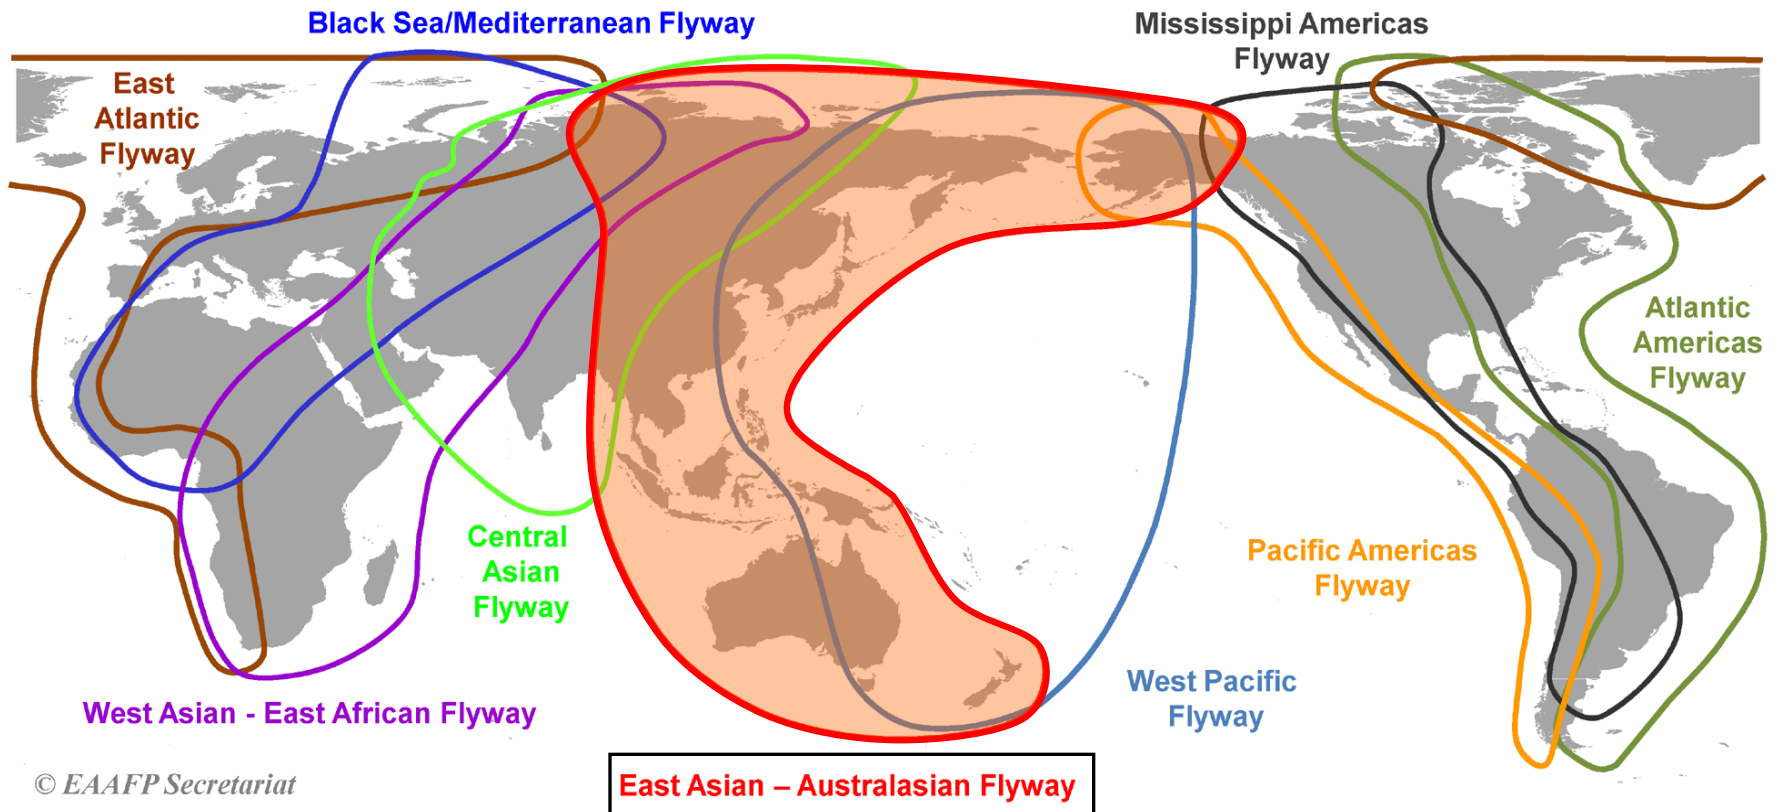 Black Sea/Mediterranean Flyway
Mississippi Americas
Flyway
East
Atlantic
Flyway
Atlantic
Americas
Flyway
Central
Asian
Flyway
Pacific Americas
Flyway
West Pacific
Flyway
West Asian - East African Flyway
© EAAFP Secretariat
East Asian – Australasian Flyway